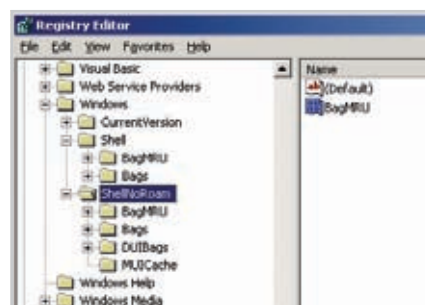 Registry Editor
File Edit View Favorites Help
Visual Basic
Web Service Providers
Windows
CurrentVersion
Shell
BagMRU
Bags
ShellNoRoam
BagMRU
Bags
DUIBags
MUICache
Windows Help
Windows Media
Name
ab (Default)
BagMRU